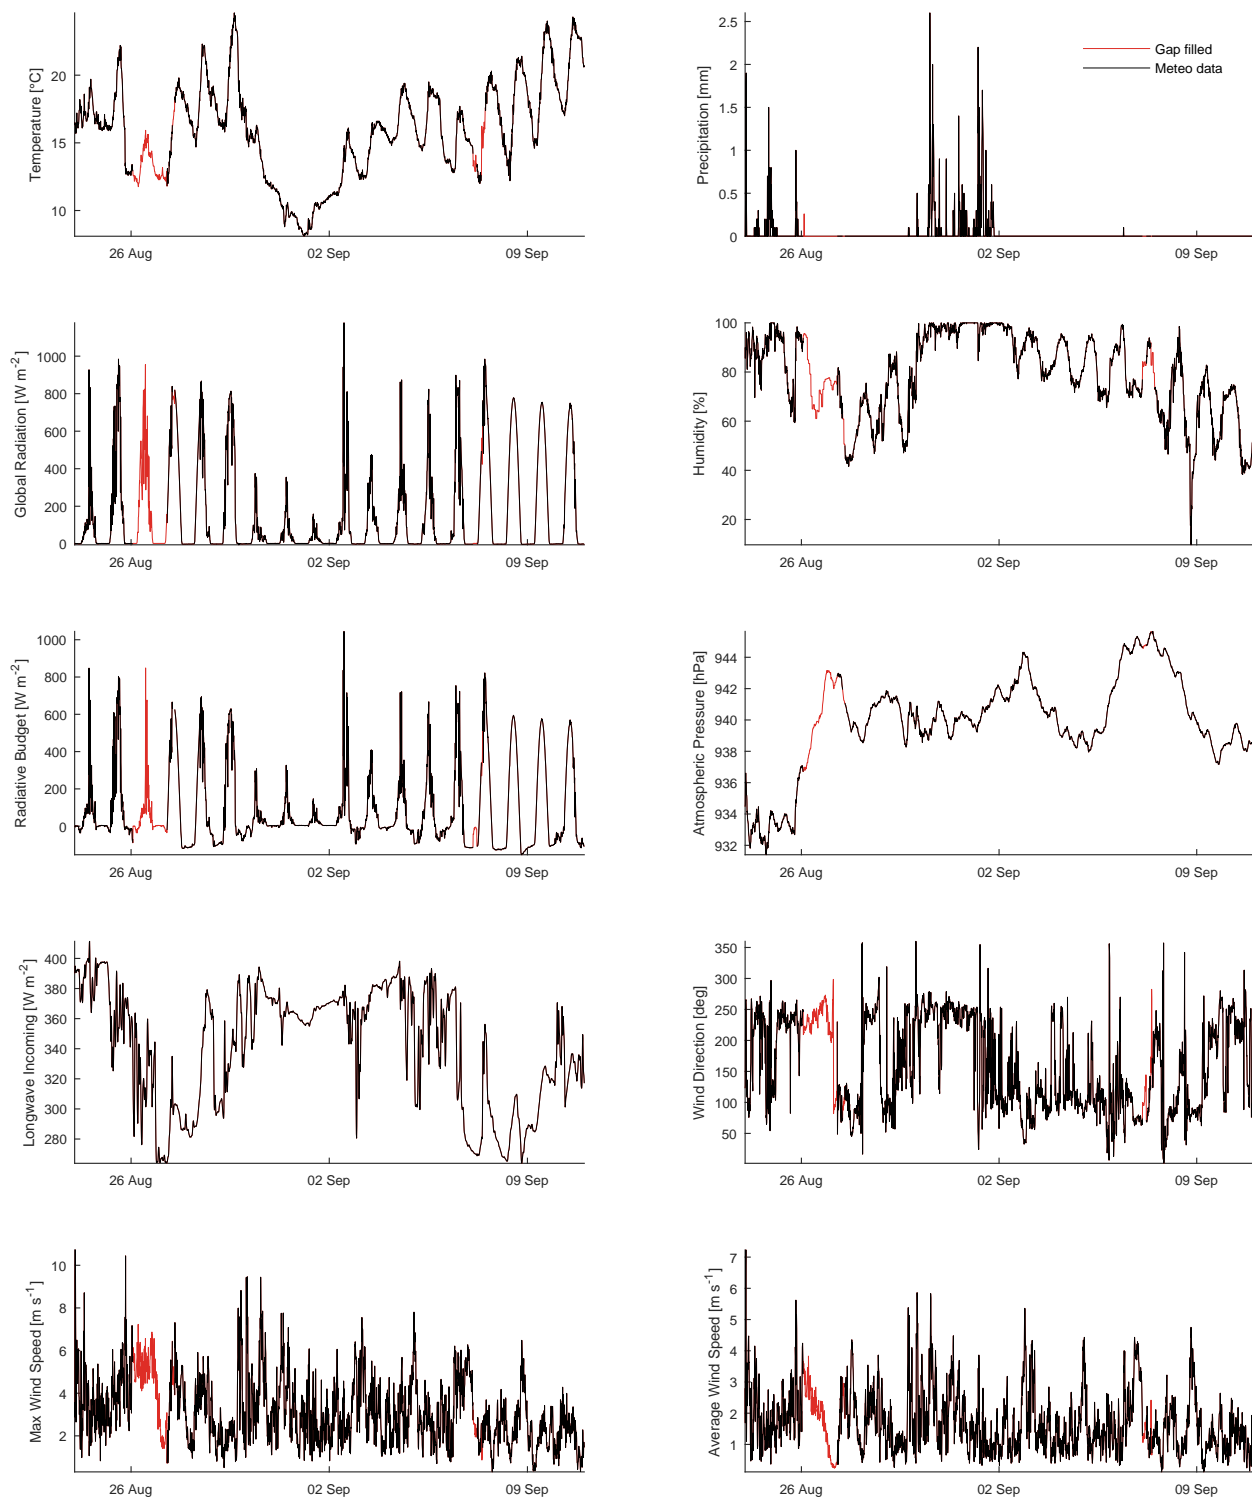 Temperature [°C]
20
15
10
26 Aug
02 Sep
09 Sep
Precipitation [mm]
2.5
2
1.5
1
0.5
0
26 Aug
02 Sep
09 Sep
Gap filled
Meteo data
Global Radiation [W m-2]
1000
800
600
400
200
0
26 Aug
02 Sep
09 Sep
Humidity [%]
100
80
60
40
20
26 Aug
02 Sep
09 Sep
Radiative Budget [W m-2]
1000
800
600
400
200
0
26 Aug
02 Sep
09 Sep
Atmospheric Pressure [hPa]
944
942
940
938
936
934
932
26 Aug
02 Sep
09 Sep
Longwave Incoming [W m-2]
400
380
360
340
320
300
280
26 Aug
02 Sep
09 Sep
Wind Direction [deg]
350
300
250
200
150
100
50
26 Aug
02 Sep
09 Sep
Max Wind Speed [m s-1]
10
8
6
4
2
26 Aug
02 Sep
09 Sep
Average Wind Speed [m s-1]
7
6
5
4
3
2
1
26 Aug
02 Sep
09 Sep